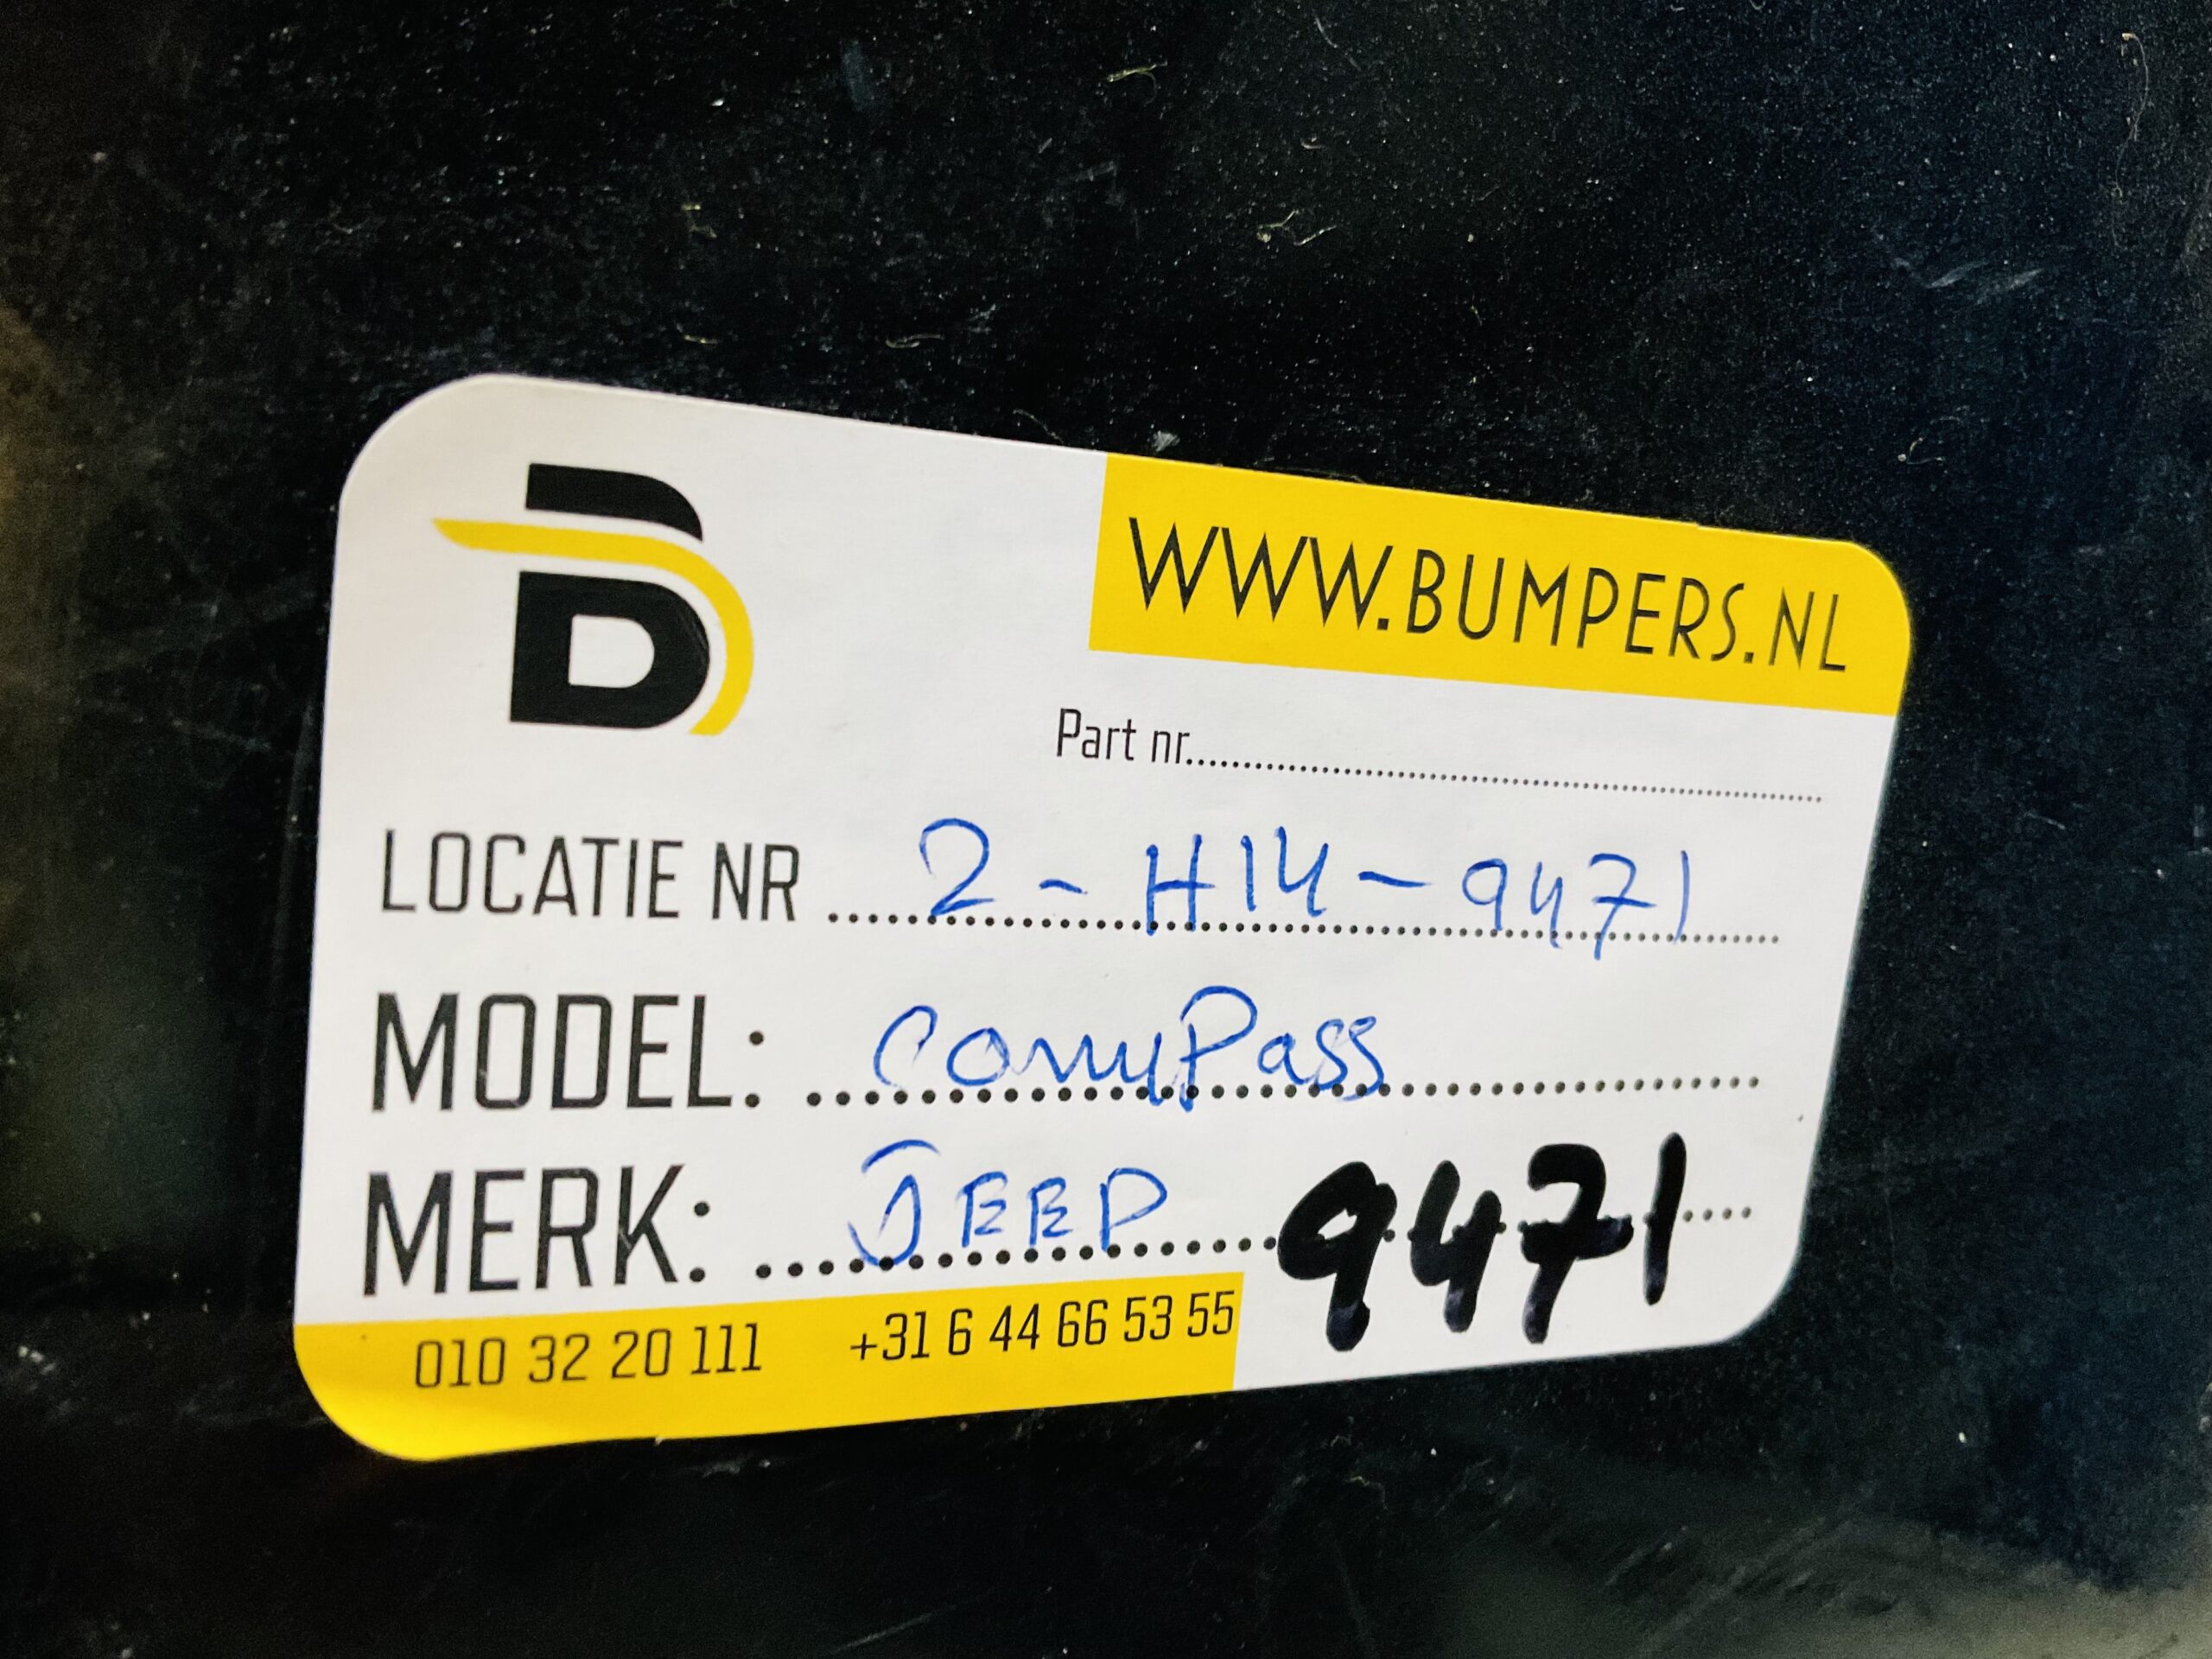 B
WWW.BUMPERS.NL
Part nr.....................
LOCATIE NR ... 2 - H14 - 9471
MODEL: ... comPass
MERK: ... JEEP 9471
010 32 20 111 +31 6 44 66 53 55